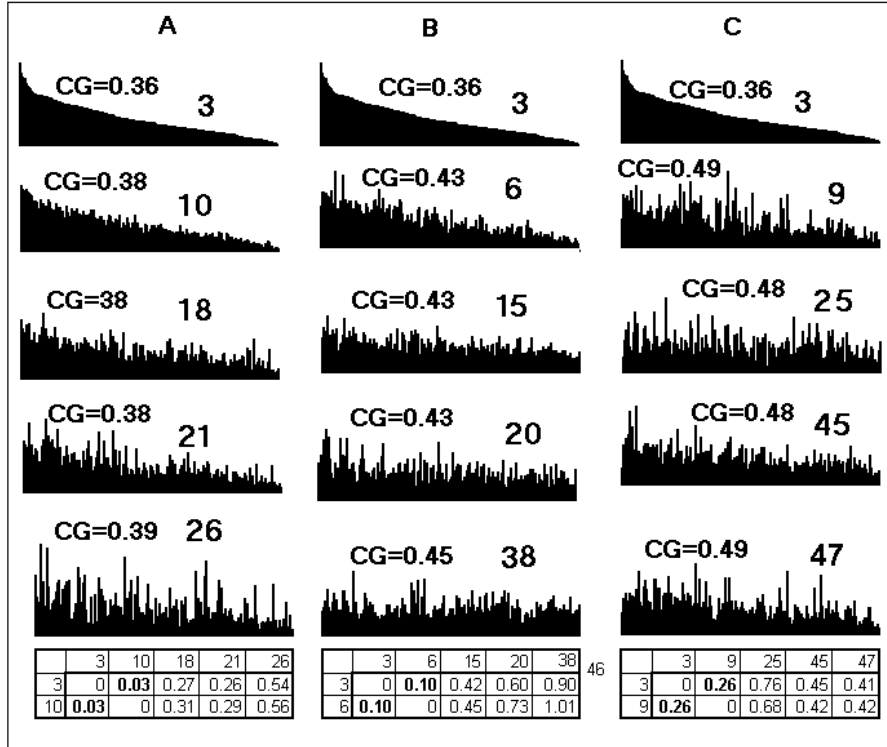 A B C
CG=0.36 3 CG=0.36 3 CG=0.36 3
CG=0.38 10 CG=0.43 6 CG=0.49 9
CG=38 18 CG=0.43 15 CG=0.48 25
CG=0.38 21 CG=0.43 20 CG=0.48 45
CG=0.39 26 CG=0.45 38 CG=0.49 47
3 10 18 21 26
3 0 0.03 0.27 0.26 0.54
10 0.03 0 0.31 0.29 0.56
3 6 15 20 38
3 0 0.10 0.42 0.60 0.90
6 0.10 0 0.45 0.73 1.01
46
3 9 25 45 47
3 0 0.26 0.76 0.45 0.41
9 0.26 0 0.68 0.42 0.42